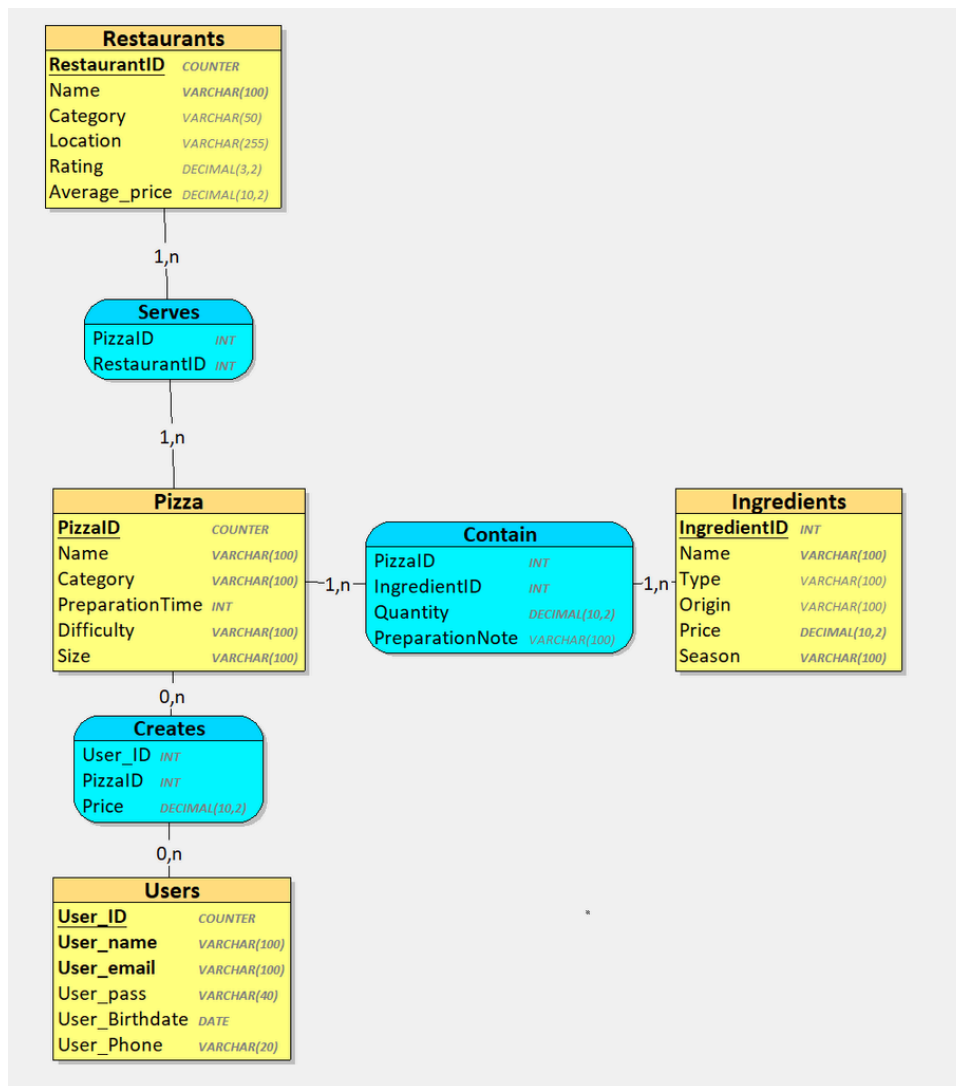 Restaurants
RestaurantID COUNTER
Name VARCHAR(100)
Category VARCHAR(50)
Location VARCHAR(255)
Rating DECIMAL(3,2)
Average_price DECIMAL(10,2)
1,n
Serves
PizzaID INT
RestaurantID INT
1,n
Pizza
PizzaID COUNTER
Name VARCHAR(100)
Category VARCHAR(100)
PreparationTime INT
Difficulty VARCHAR(100)
Size VARCHAR(100)
1,n
Contain
PizzaID INT
IngredientID INT
Quantity DECIMAL(10,2)
PreparationNote VARCHAR(100)
1,n
Ingredients
IngredientID INT
Name VARCHAR(100)
Type VARCHAR(100)
Origin VARCHAR(100)
Price DECIMAL(10,2)
Season VARCHAR(100)
0,n
Creates
User_ID INT
PizzaID INT
Price DECIMAL(10,2)
0,n
Users
User_ID COUNTER
User_name VARCHAR(100)
User_email VARCHAR(100)
User_pass VARCHAR(40)
User_Birthdate DATE
User_Phone VARCHAR(20)
*